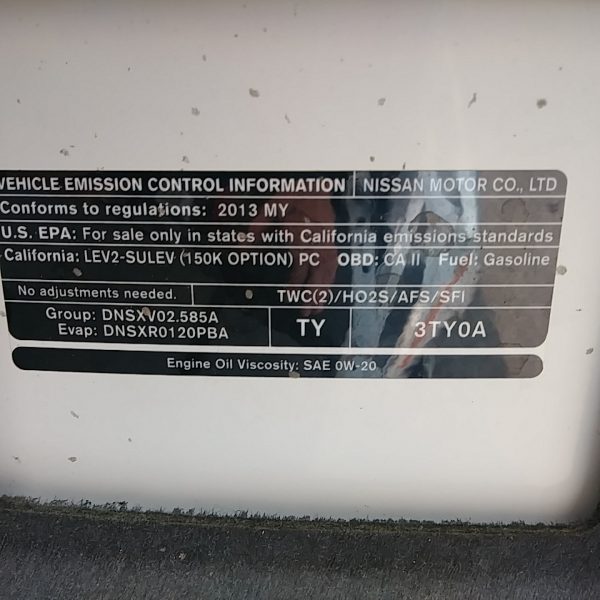 VEHICLE EMISSION CONTROL INFORMATION NISSAN MOTOR CO., LTD
Conforms to regulations: 2013 MY
U.S. EPA: For sale only in states with California emissions standards
California: LEV2-SULEV (150K OPTION) PC OBD: CA II Fuel: Gasoline
No adjustments needed. TWC(2)/HO2S/AFS/SFI
Group: DNSXV02.585A
Evap: DNSXR0120PBA
TY
3TY0A
Engine Oil Viscosity: SAE 0W-20